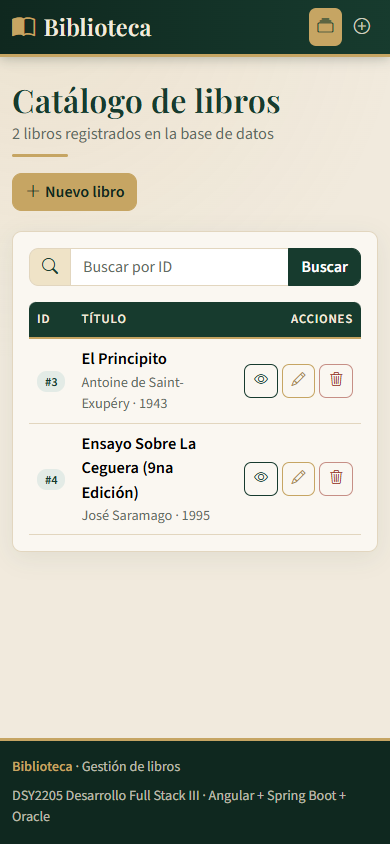 Biblioteca
Catálogo de libros
2 libros registrados en la base de datos
Nuevo libro
Buscar por ID
Buscar
ID TÍTULO ACCIONES
#3
El Principito
Antoine de Saint-
Exupéry · 1943
#4
Ensayo Sobre La
Ceguera (9na
Edición)
José Saramago · 1995
Biblioteca · Gestión de libros
DSY2205 Desarrollo Full Stack III · Angular + Spring Boot +
Oracle